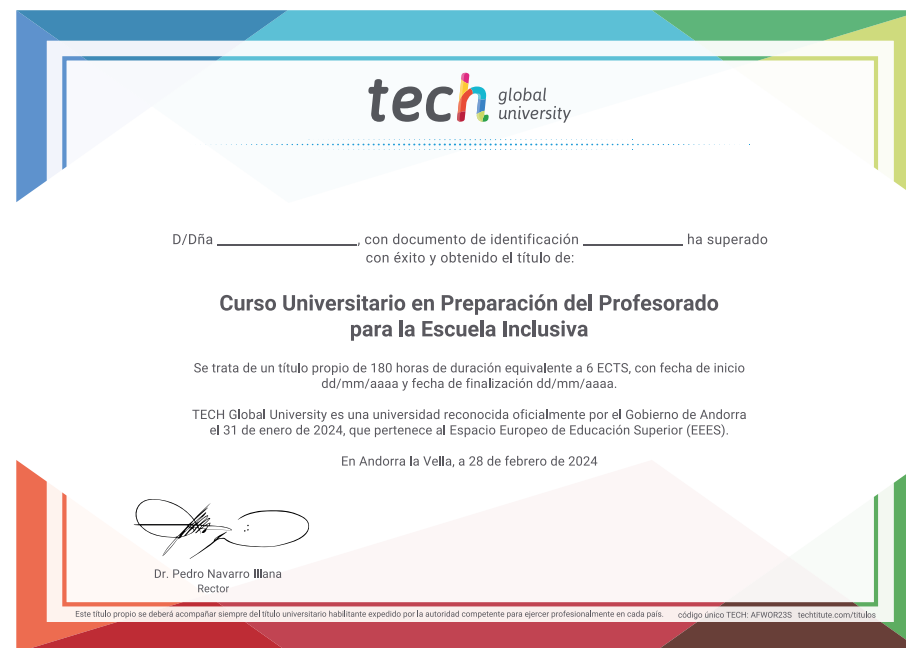 tech global university
D/Dña ____________________, con documento de identificación ______________ ha superado
con éxito y obtenido el título de:
Curso Universitario en Preparación del Profesorado
para la Escuela Inclusiva
Se trata de un título propio de 180 horas de duración equivalente a 6 ECTS, con fecha de inicio
dd/mm/aaaa y fecha de finalización dd/mm/aaaa.
TECH Global University es una universidad reconocida oficialmente por el Gobierno de Andorra
el 31 de enero de 2024, que pertenece al Espacio Europeo de Educación Superior (EEES).
En Andorra la Vella, a 28 de febrero de 2024
Dr. Pedro Navarro Illana
Rector
Este título propio se deberá acompañar siempre del título universitario habilitante expedido por la autoridad competente para ejercer profesionalmente en cada país. código único TECH: AFWOR23S techtitute.com/titulos